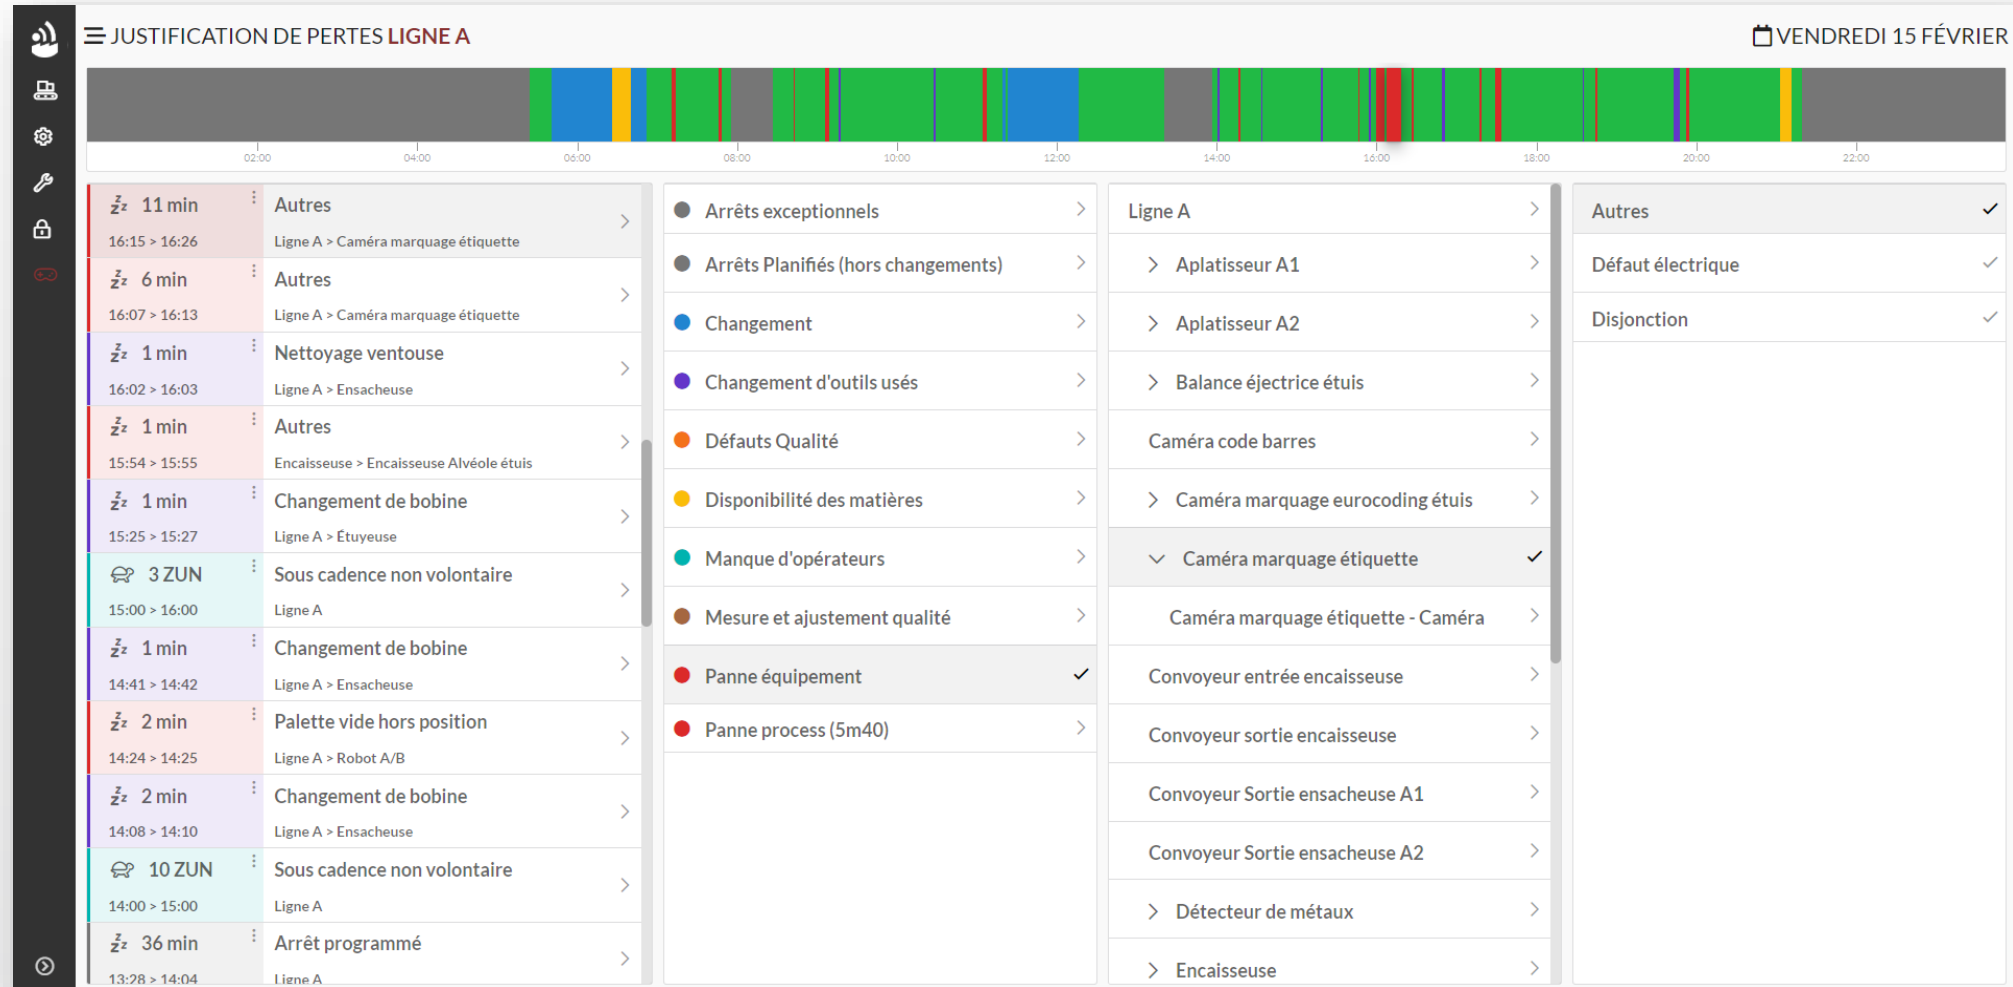 JUSTIFICATION DE PERTES LIGNE A
VENDREDI 15 FÉVRIER
02:00 04:00 06:00 08:00 10:00 12:00 14:00 16:00 18:00 20:00 22:00
11 min Autres
16:15 > 16:26 Ligne A > Caméra marquage étiquette
6 min Autres
16:07 > 16:13 Ligne A > Caméra marquage étiquette
1 min Nettoyage ventouse
16:02 > 16:03 Ligne A > Ensacheuse
1 min Autres
15:54 > 15:55 Encaisseuse > Encaisseuse Alvéole étuis
1 min Changement de bobine
15:25 > 15:27 Ligne A > Étuyeuse
3 ZUN Sous cadence non volontaire
15:00 > 16:00 Ligne A
1 min Changement de bobine
14:41 > 14:42 Ligne A > Ensacheuse
2 min Palette vide hors position
14:24 > 14:25 Ligne A > Robot A/B
2 min Changement de bobine
14:08 > 14:10 Ligne A > Ensacheuse
10 ZUN Sous cadence non volontaire
14:00 > 15:00 Ligne A
36 min Arrêt programmé
13:28 > 14:04 Ligne A
Arrêts exceptionnels
Arrêts Planifiés (hors changements)
Changement
Changement d'outils usés
Défauts Qualité
Disponibilité des matières
Manque d'opérateurs
Mesure et ajustement qualité
Panne équipement
Panne process (5m40)
Ligne A
Aplatisseur A1
Aplatisseur A2
Balance éjectrice étuis
Caméra code barres
Caméra marquage eurocoding étuis
Caméra marquage étiquette
Caméra marquage étiquette - Caméra
Convoyeur entrée encaisseuse
Convoyeur sortie encaisseuse
Convoyeur Sortie ensacheuse A1
Convoyeur Sortie ensacheuse A2
Détecteur de métaux
Encaisseuse
Autres
Défaut électrique
Disjonction